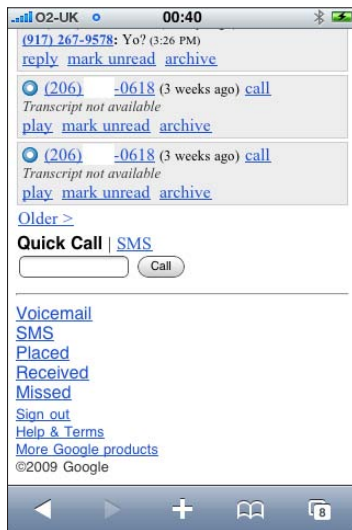 O2-UK 00:40
(917) 267-9578: Yo? (3:26 PM)
reply mark unread archive
(206) -0618 (3 weeks ago) call
Transcript not available
play mark unread archive
(206) -0618 (3 weeks ago) call
Transcript not available
play mark unread archive
Older >
Quick Call | SMS
Call
Voicemail
SMS
Placed
Received
Missed
Sign out
Help & Terms
More Google products
©2009 Google
8